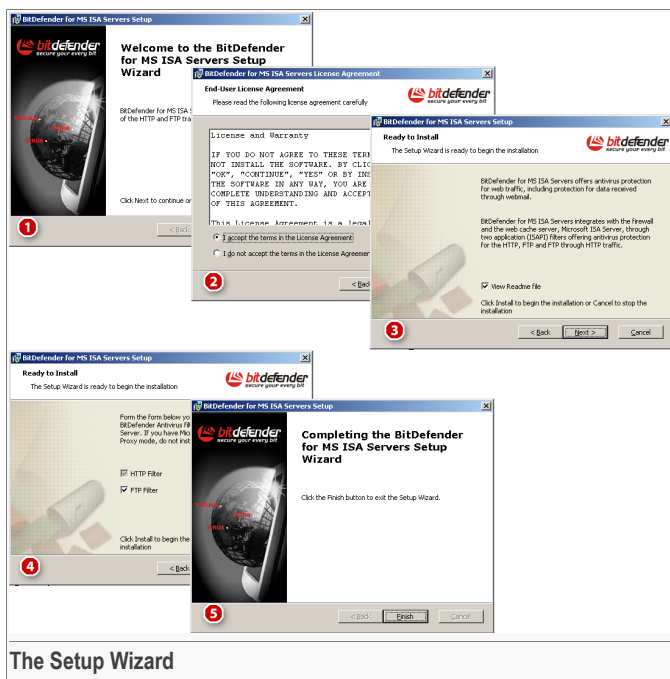 BitDefender for MS ISA Servers Setup
bitdefender
secure your every bit
Welcome to the BitDefender
for MS ISA Servers Setup
Wizard
BitDefender for MS ISA S
of the HTTP and FTP tra
VIRUS
Click Next to continue or
< Back
1
BitDefender for MS ISA Servers License Agreement
End-User License Agreement
Please read the following license agreement carefully
bitdefender
secure your every bit
License and Warranty
IF YOU DO NOT AGREE TO THESE TERM
NOT INSTALL THE SOFTWARE. BY CLIC
"OK", "CONTINUE", "YES" OR BY INS
THE SOFTWARE IN ANY WAY, YOU ARE
COMPLETE UNDERSTANDING AND ACCEPT
OF THIS AGREEMENT.
This License Agreement is a legal
I accept the terms in the License Agreement
I do not accept the terms in the License Agreemer
< Back
2
BitDefender for MS ISA Servers Setup
Ready to Install
The Setup Wizard is ready to begin the installation
bitdefender
secure your every bit
BitDefender for MS ISA Servers offers antivirus protection
for web traffic, including protection for data received
through webmail.
BitDefender for MS ISA Servers integrates with the firewall
and the web cache server, Microsoft ISA Server, through
two application (ISAPI) filters offering antivirus protection
for the HTTP, FTP and FTP through HTTP traffic.
View Readme file
Click Install to begin the installation or Cancel to stop the
installation
< Back
Next >
Cancel
3
BitDefender for MS ISA Servers Setup
Ready to Install
The Setup Wizard is ready to begin the installation
bitdefender
secure your every bit
Form the form below yo
BitDefender Antivirus filt
Server. If you have Mic
Proxy mode, do not inst
HTTP Filter
FTP Filter
Click Install to begin the
installation
< Back
4
BitDefender for MS ISA Servers Setup
bitdefender
secure your every bit
Completing the BitDefender
for MS ISA Servers Setup
Wizard
Click the Finish button to exit the Setup Wizard.
VIRUS
< Back
Finish
Cancel
5
The Setup Wizard